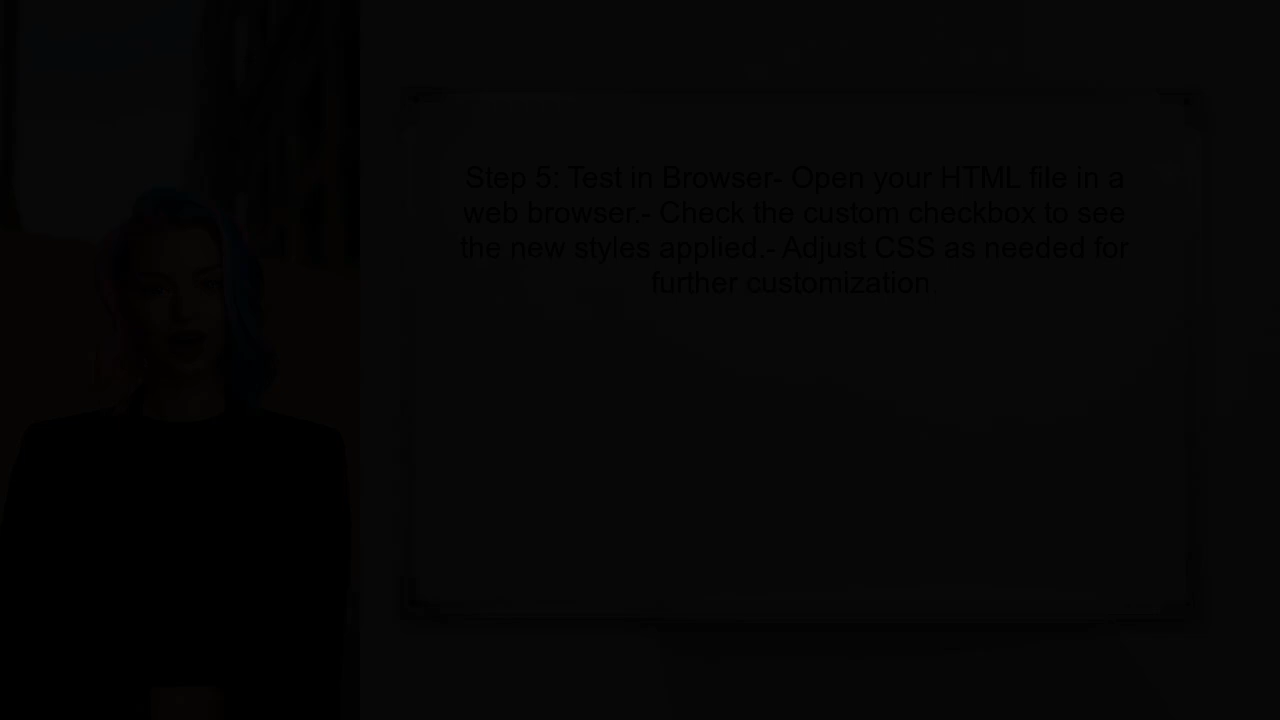 Step 5: Test in Browser- Open your HTML file in a
web browser.- Check the custom checkbox to see
the new styles applied.- Adjust CSS as needed for
further customization.